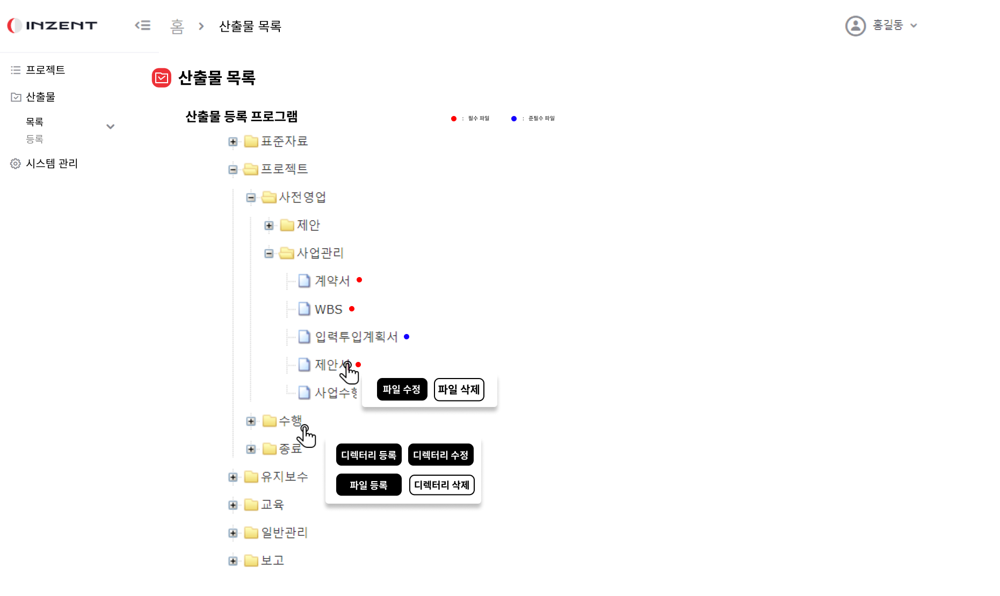 INZENT
홈 > 산출물 목록
홍길동
프로젝트
산출물
목록
등록
시스템 관리
산출물 목록
산출물 등록 프로그램
: 필수 파일
: 준필수 파일
표준자료
프로젝트
사전영업
제안
사업관리
계약서
WBS
입력투입계획서
제안서
파일 수정
파일 삭제
수행
종료
디렉터리 등록
디렉터리 수정
파일 등록
디렉터리 삭제
유지보수
교육
일반관리
보고